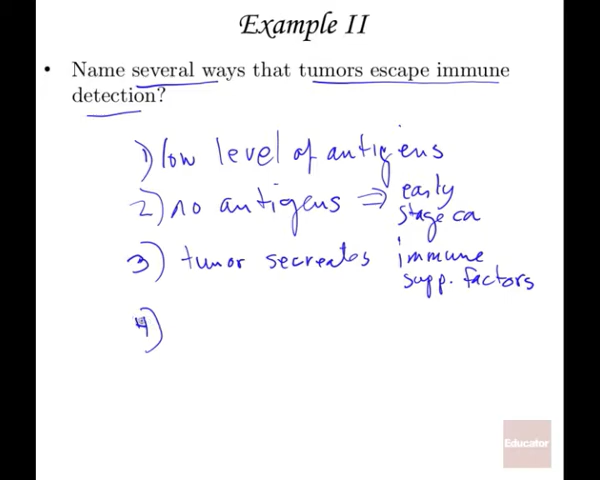 Example II
• Name several ways that tumors escape immune
detection?
1) low level of antigens
2) no antigens ⇒ early
stage ca
3) tumor secreates immune
supp. factors
4)
Educator